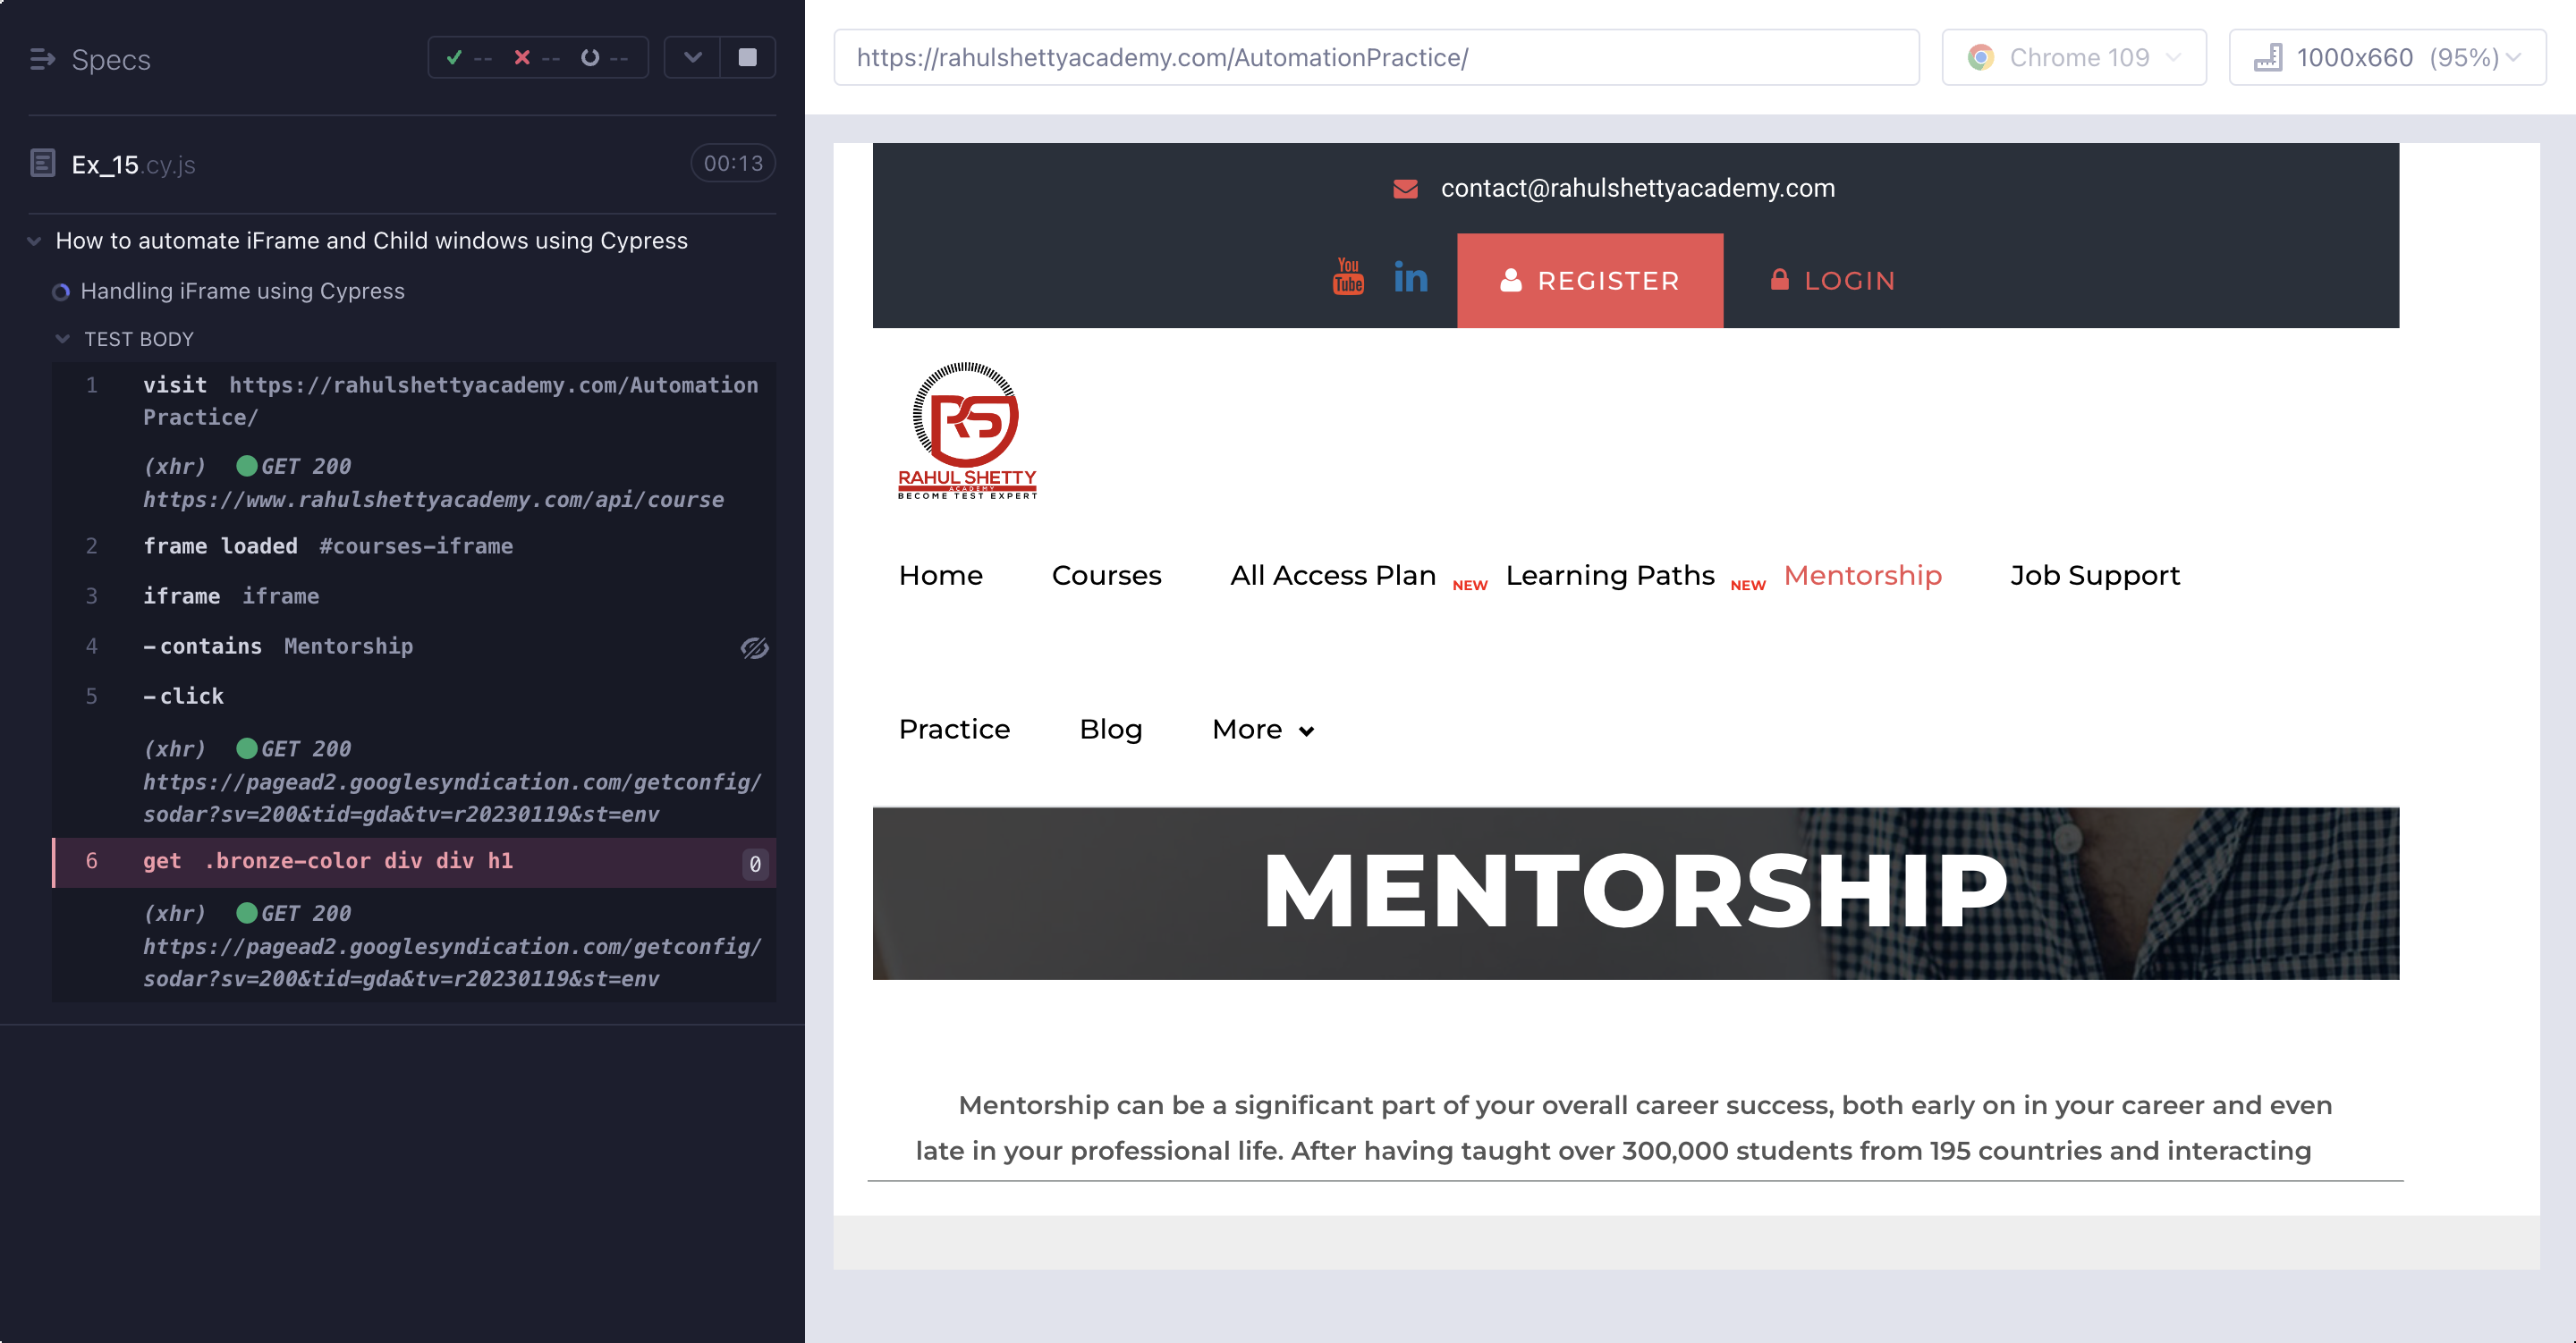 Specs
-- -- --
https://rahulshettyacademy.com/AutomationPractice/
Chrome 109
1000x660 (95%)
Ex_15.cy.js
00:13
How to automate iFrame and Child windows using Cypress
Handling iFrame using Cypress
TEST BODY
1 visit https://rahulshettyacademy.com/Automation
Practice/
(xhr) GET 200
https://www.rahulshettyacademy.com/api/course
2 frame loaded #courses-iframe
3 iframe iframe
4 -contains Mentorship
5 -click
(xhr) GET 200
https://pagead2.googlesyndication.com/getconfig/
sodar?sv=200&tid=gda&tv=r20230119&st=env
6 get .bronze-color div div h1 0
(xhr) GET 200
https://pagead2.googlesyndication.com/getconfig/
sodar?sv=200&tid=gda&tv=r20230119&st=env
contact@rahulshettyacademy.com
You
Tube
in
REGISTER
LOGIN
RS
RAHUL SHETTY
ACADEMY
BECOME TEST EXPERT
Home Courses All Access Plan NEW Learning Paths NEW Mentorship Job Support
Practice Blog More
MENTORSHIP
Mentorship can be a significant part of your overall career success, both early on in your career and even
late in your professional life. After having taught over 300,000 students from 195 countries and interacting